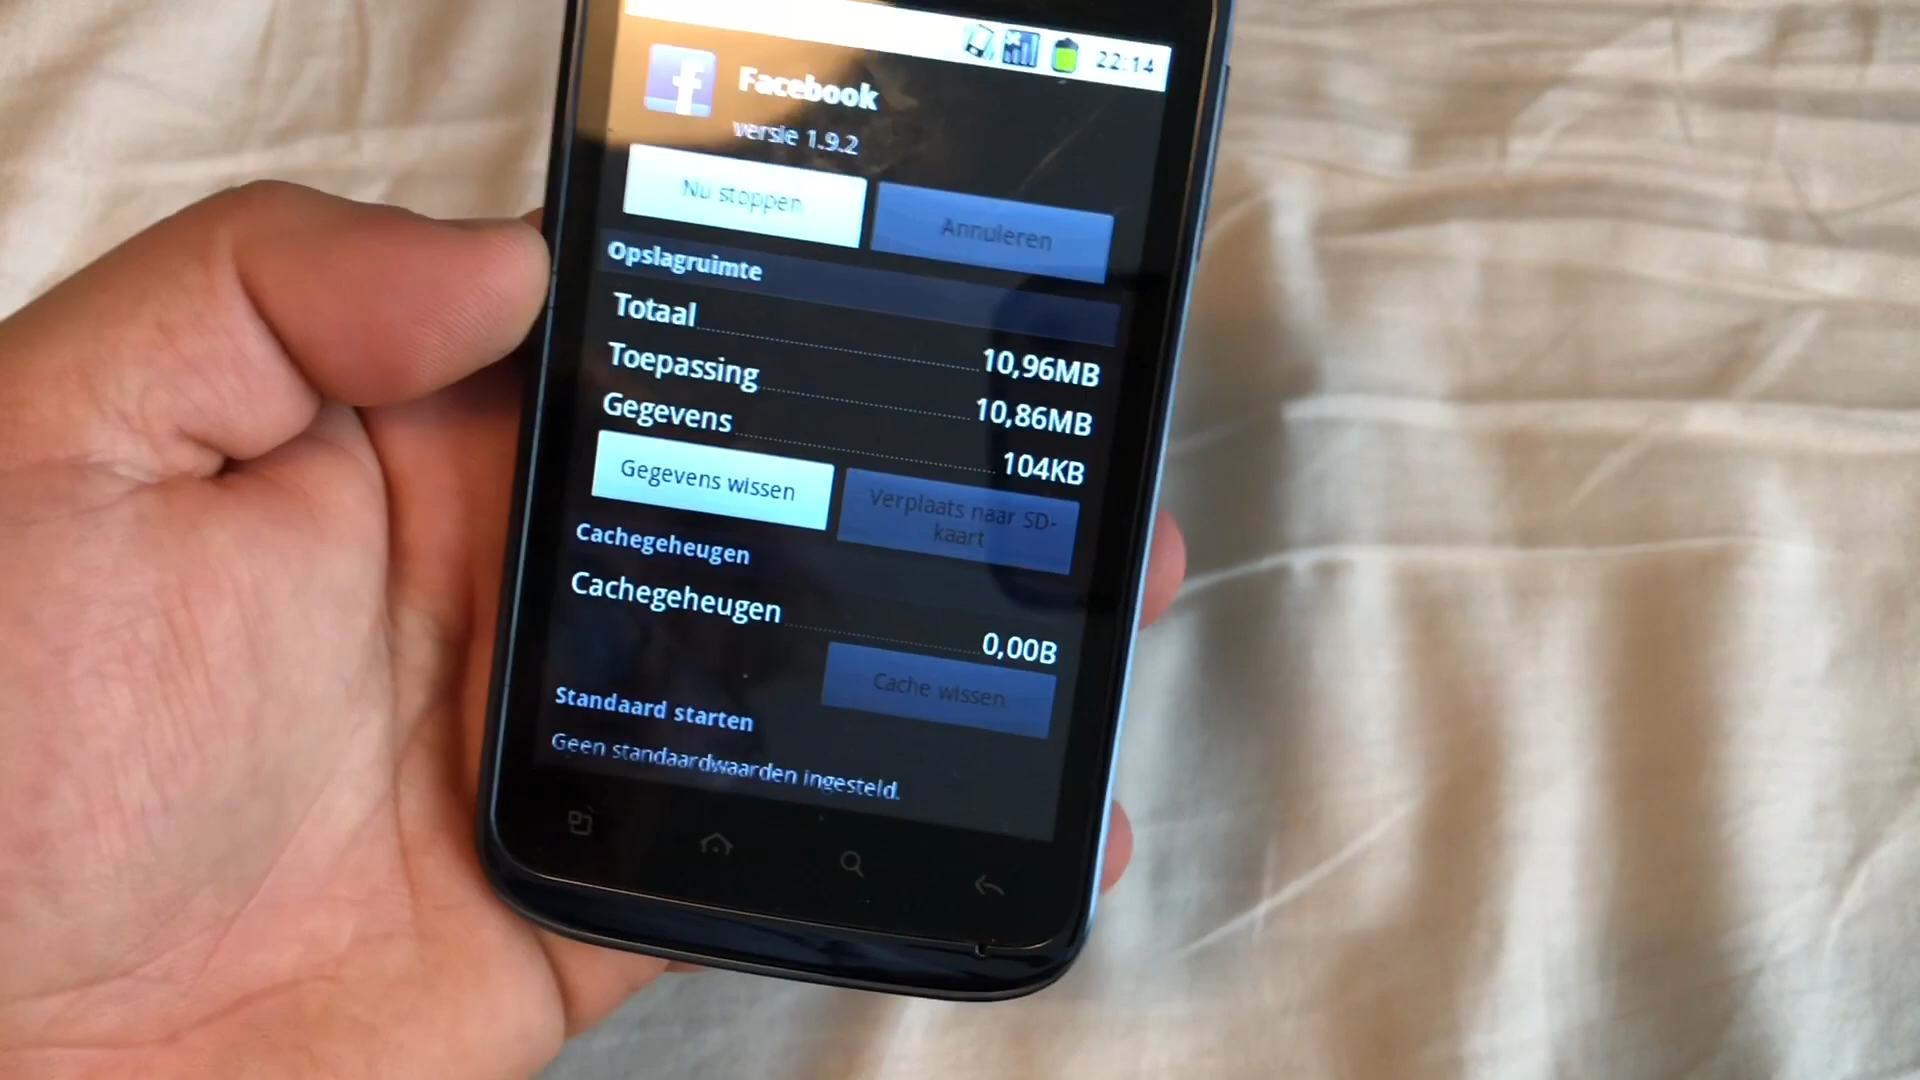 22:14
Facebook
versie 1.9.2
Nu stoppen
Annuleren
Opslagruimte
Totaal 10,96MB
Toepassing 10,86MB
Gegevens 104KB
Gegevens wissen
Verplaats naar SD-
kaart
Cachegeheugen
Cachegeheugen 0,00B
Cache wissen
Standaard starten
Geen standaardwaarden ingesteld.